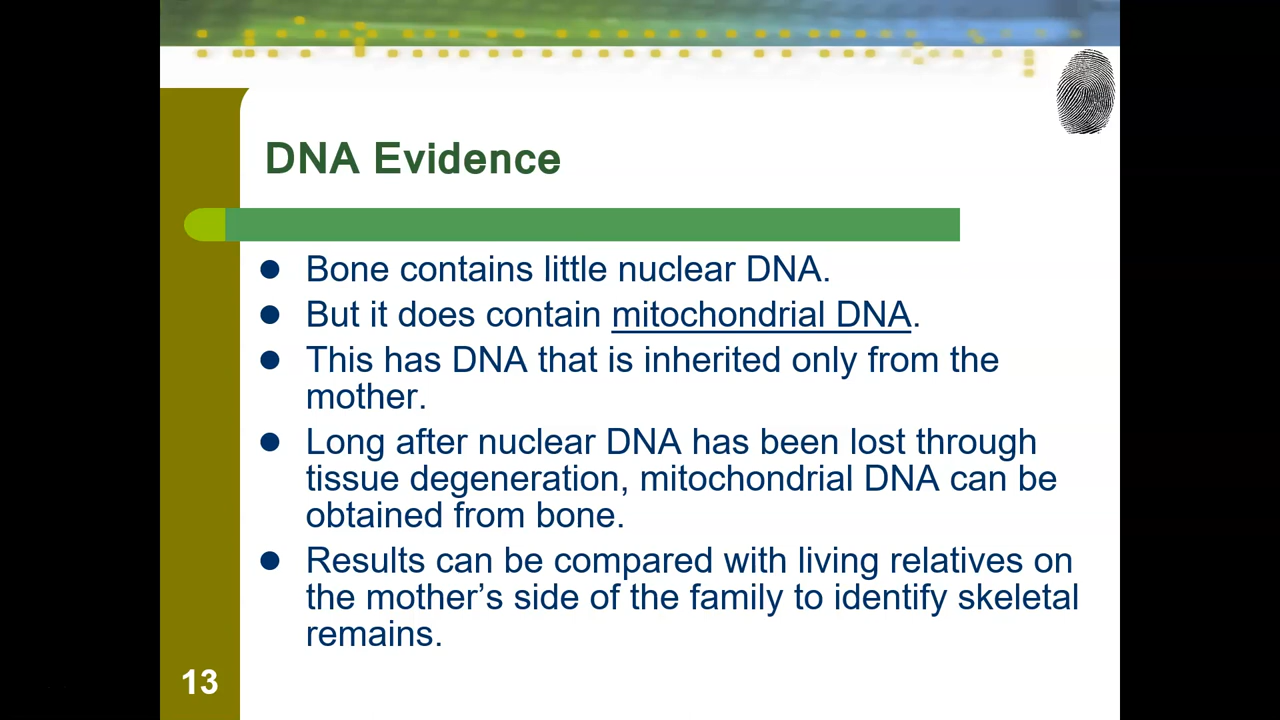 DNA Evidence
Bone contains little nuclear DNA.
But it does contain mitochondrial DNA.
This has DNA that is inherited only from the
mother.
Long after nuclear DNA has been lost through
tissue degeneration, mitochondrial DNA can be
obtained from bone.
Results can be compared with living relatives on
the mother’s side of the family to identify skeletal
remains.
13